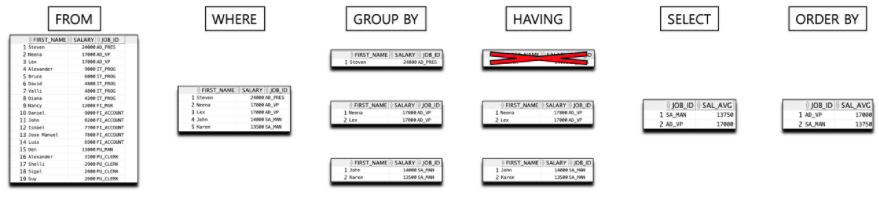 FROM
WHERE
GROUP BY
HAVING
SELECT
ORDER BY
FIRST_NAME SALARY JOB_ID
1 Steven 24000 AD_PRES
2 Neena 17000 AD_VP
3 Lex 17000 AD_VP
4 Alexander 9000 IT_PROG
5 Bruce 6000 IT_PROG
6 David 4800 IT_PROG
7 Valli 4800 IT_PROG
8 Diana 4200 IT_PROG
9 Nancy FI_MGR
10 Daniel 9000 FI_ACCOUNT
11 John 8200 FI_ACCOUNT
12 Ismael 7700 FI_ACCOUNT
13 Jose Manuel 7800 FI_ACCOUNT
14 Luis 6900 FI_ACCOUNT
15 Den 11000 PU_MAN
16 Alexander 3100 PU_CLERK
17 Shelli 2900 PU_CLERK
18 Sigal 2800 PU_CLERK
19 Guy 2600 PU_CLERK
FIRST_NAME SALARY JOB_ID
1 Steven 24000 AD_PRES
2 Neena 17000 AD_VP
3 Lex 17000 AD_VP
4 John 14000 SA_MAN
5 Karen 13500 SA_MAN
FIRST_NAME SALARY JOB_ID
1 Steven 24000 AD_PRES
FIRST_NAME SALARY JOB_ID
1 Neena 17000 AD_VP
2 Lex 17000 AD_VP
FIRST_NAME SALARY JOB_ID
1 John 14000 SA_MAN
2 Karen 13500 SA_MAN
FIRST_NAME SALARY JOB_ID
1 Neena 17000 AD_VP
2 Lex 17000 AD_VP
FIRST_NAME SALARY JOB_ID
1 John 14000 SA_MAN
2 Karen 13500 SA_MAN
JOB_ID SAL_AVG
1 SA_MAN 13750
2 AD_VP 17000
JOB_ID SAL_AVG
1 AD_VP 17000
2 SA_MAN 13750